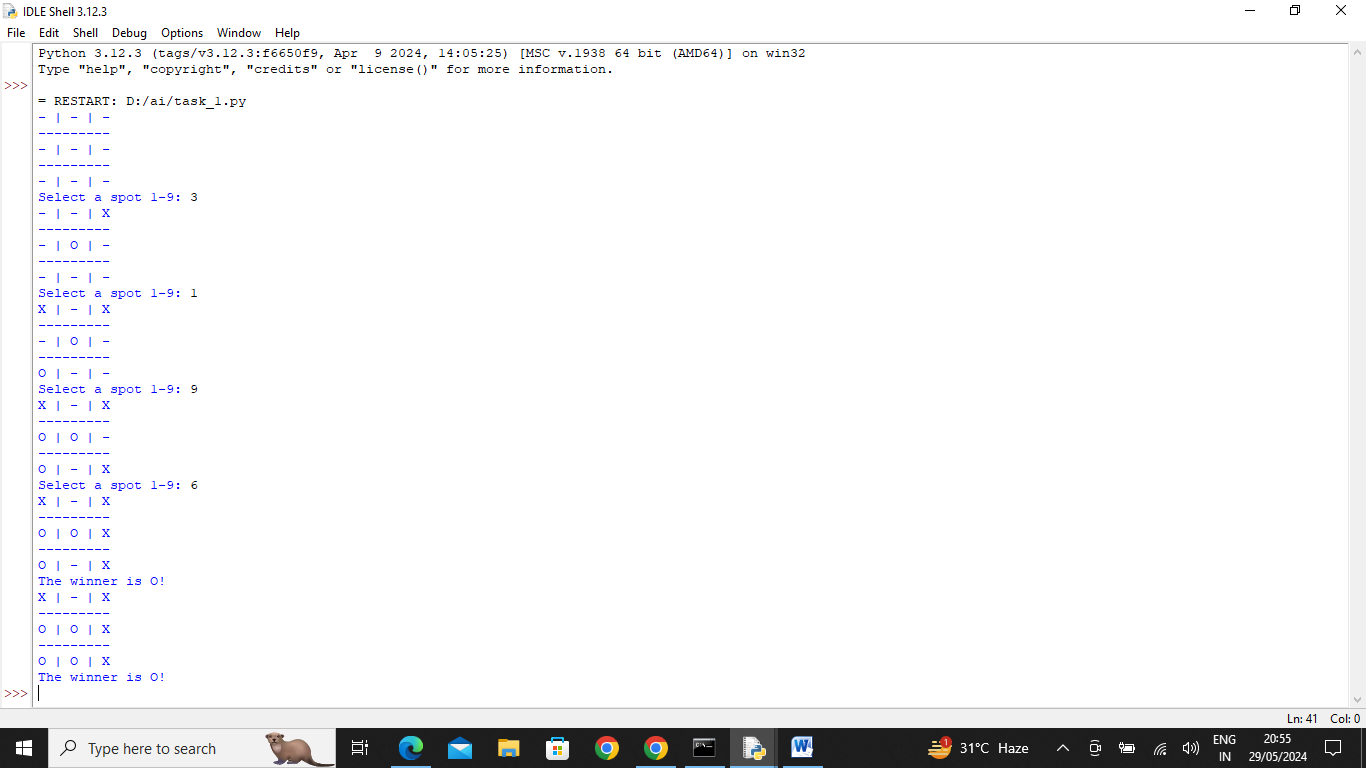 IDLE Shell 3.12.3
File Edit Shell Debug Options Window Help
Python 3.12.3 (tags/v3.12.3:f6650f9, Apr  9 2024, 14:05:25) [MSC v.1938 64 bit (AMD64)] on win32
Type "help", "copyright", "credits" or "license()" for more information.
>>>
= RESTART: D:/ai/task_1.py
- | - | -
---------
- | - | -
---------
- | - | -
Select a spot 1-9: 3
- | - | X
---------
- | O | -
---------
- | - | -
Select a spot 1-9: 1
X | - | X
---------
- | O | -
---------
O | - | -
Select a spot 1-9: 9
X | - | X
---------
O | O | -
---------
O | - | X
Select a spot 1-9: 6
X | - | X
---------
O | O | X
---------
O | - | X
The winner is O!
X | - | X
---------
O | O | X
---------
O | O | X
The winner is O!
>>>
Ln: 41 Col: 0
Type here to search
1
31°C Haze
ENG
IN
20:55
29/05/2024